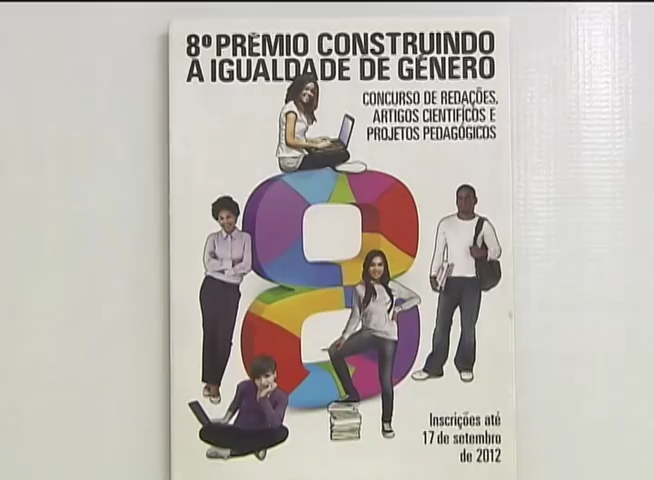 8º PRÊMIO CONSTRUINDO
A IGUALDADE DE GÊNERO
CONCURSO DE REDAÇÕES,
ARTIGOS CIENTÍFICOS E
PROJETOS PEDAGÓGICOS
8
Inscrições até
17 de setembro
de 2012